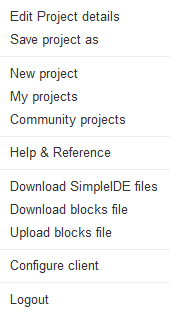 Edit Project details
Save project as
New project
My projects
Community projects
Help & Reference
Download SimpleIDE files
Download blocks file
Upload blocks file
Configure client
Logout